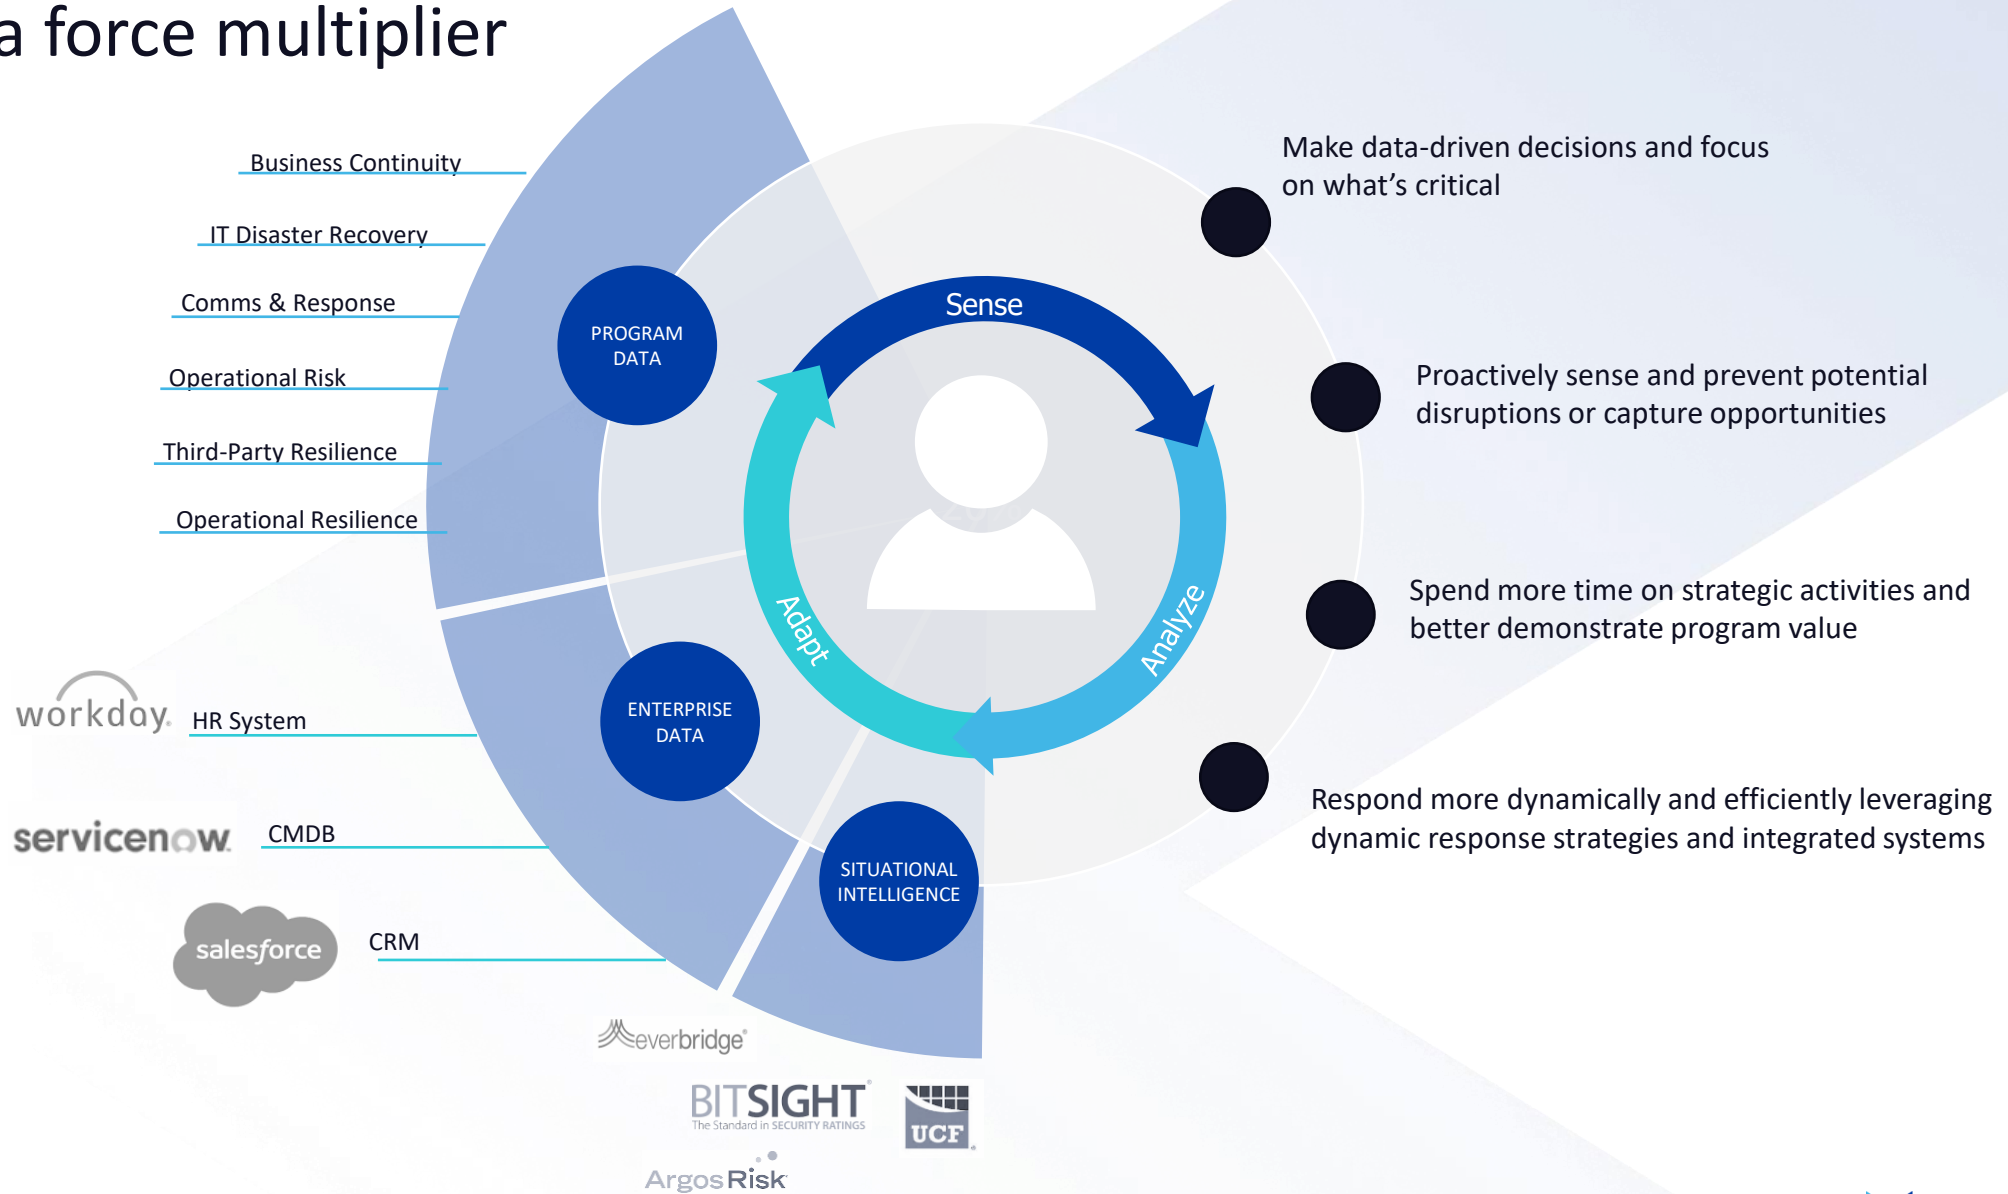 a force multiplier
Business Continuity
IT Disaster Recovery
Comms & Response
Operational Risk
Third-Party Resilience
Operational Resilience
PROGRAM
DATA
Sense
Analyze
Adapt
ENTERPRISE
DATA
SITUATIONAL
INTELLIGENCE
workday.
HR System
servicenow.
CMDB
salesforce
CRM
everbridge®
BITSIGHT®
The Standard in SECURITY RATINGS
UCF
ArgosRisk
Make data-driven decisions and focus
on what’s critical
Proactively sense and prevent potential
disruptions or capture opportunities
Spend more time on strategic activities and
better demonstrate program value
Respond more dynamically and efficiently leveraging
dynamic response strategies and integrated systems